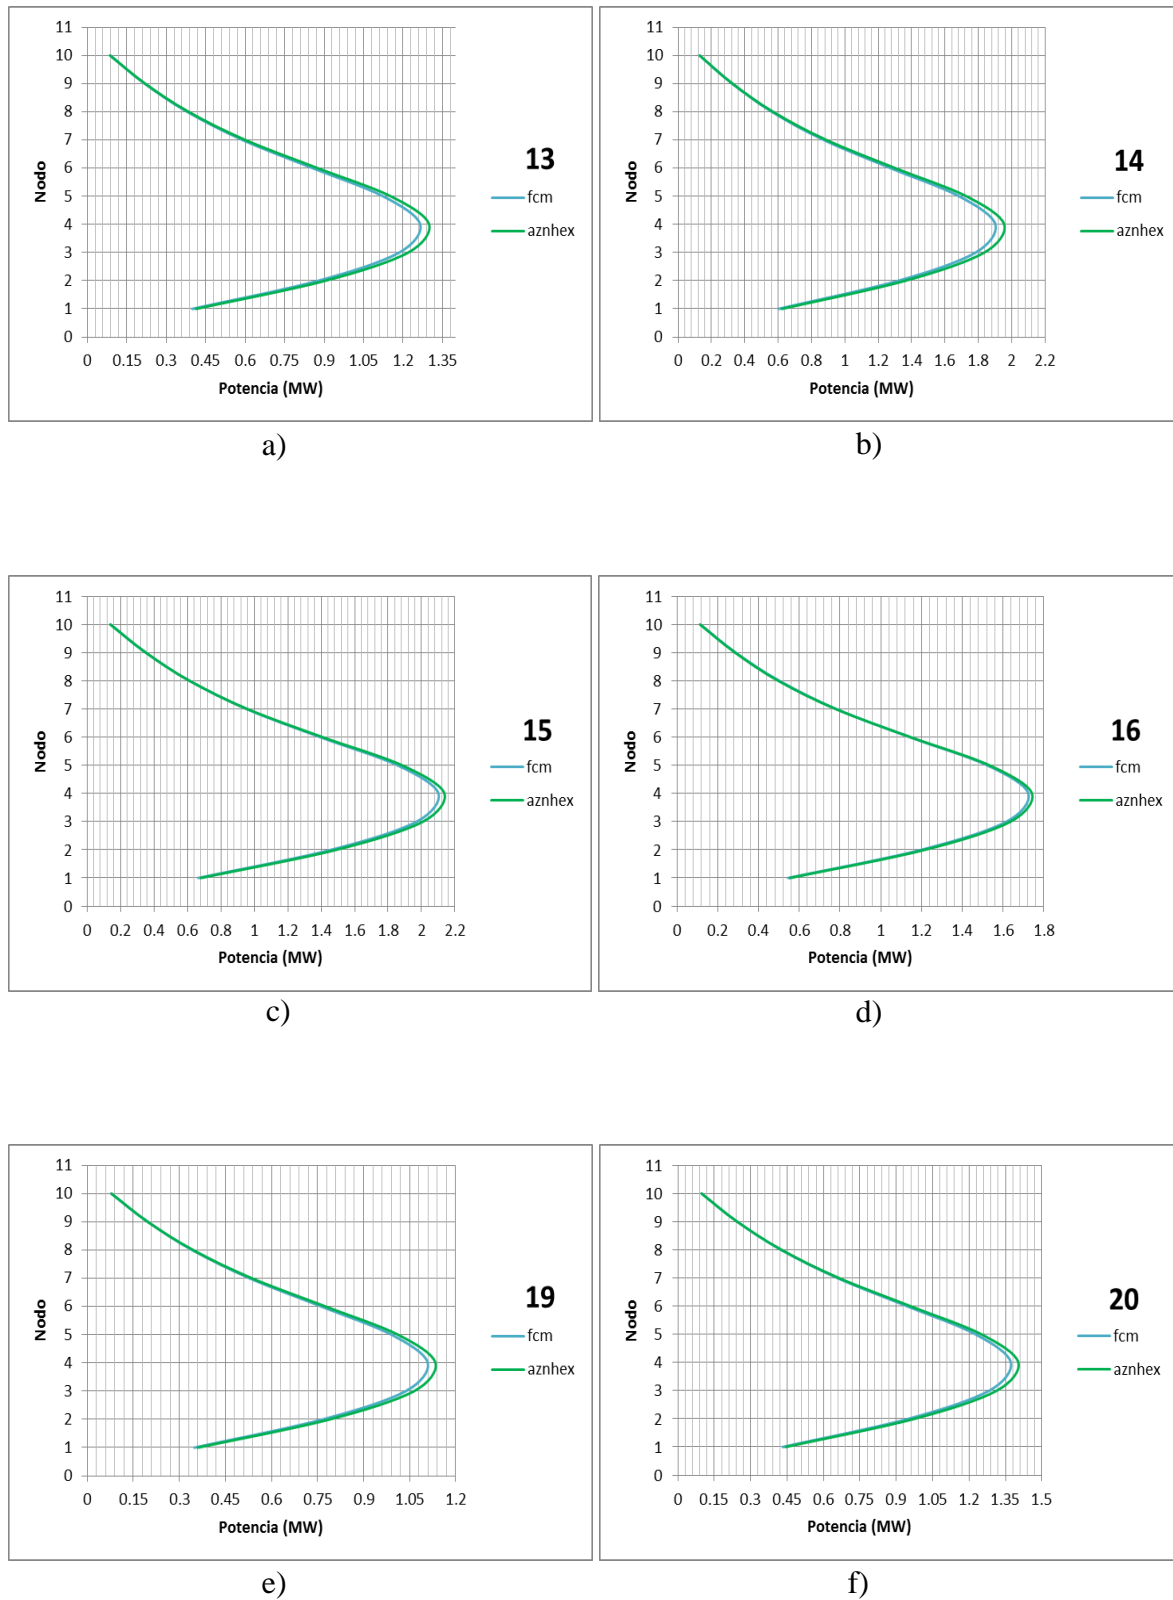 11
10
9
8
7
6
5
4
3
2
1
0
Nodo
0 0.15 0.3 0.45 0.6 0.75 0.9 1.05 1.2 1.35
Potencia (MW)
13
fcm
aznhex
a)
11
10
9
8
7
6
5
4
3
2
1
0
Nodo
0 0.2 0.4 0.6 0.8 1 1.2 1.4 1.6 1.8 2 2.2
Potencia (MW)
14
fcm
aznhex
b)
11
10
9
8
7
6
5
4
3
2
1
0
Nodo
0 0.2 0.4 0.6 0.8 1 1.2 1.4 1.6 1.8 2 2.2
Potencia (MW)
15
fcm
aznhex
c)
11
10
9
8
7
6
5
4
3
2
1
0
Nodo
0 0.2 0.4 0.6 0.8 1 1.2 1.4 1.6 1.8
Potencia (MW)
16
fcm
aznhex
d)
11
10
9
8
7
6
5
4
3
2
1
0
Nodo
0 0.15 0.3 0.45 0.6 0.75 0.9 1.05 1.2
Potencia (MW)
19
fcm
aznhex
e)
11
10
9
8
7
6
5
4
3
2
1
0
Nodo
0 0.15 0.3 0.45 0.6 0.75 0.9 1.05 1.2 1.35 1.5
Potencia (MW)
20
fcm
aznhex
f)